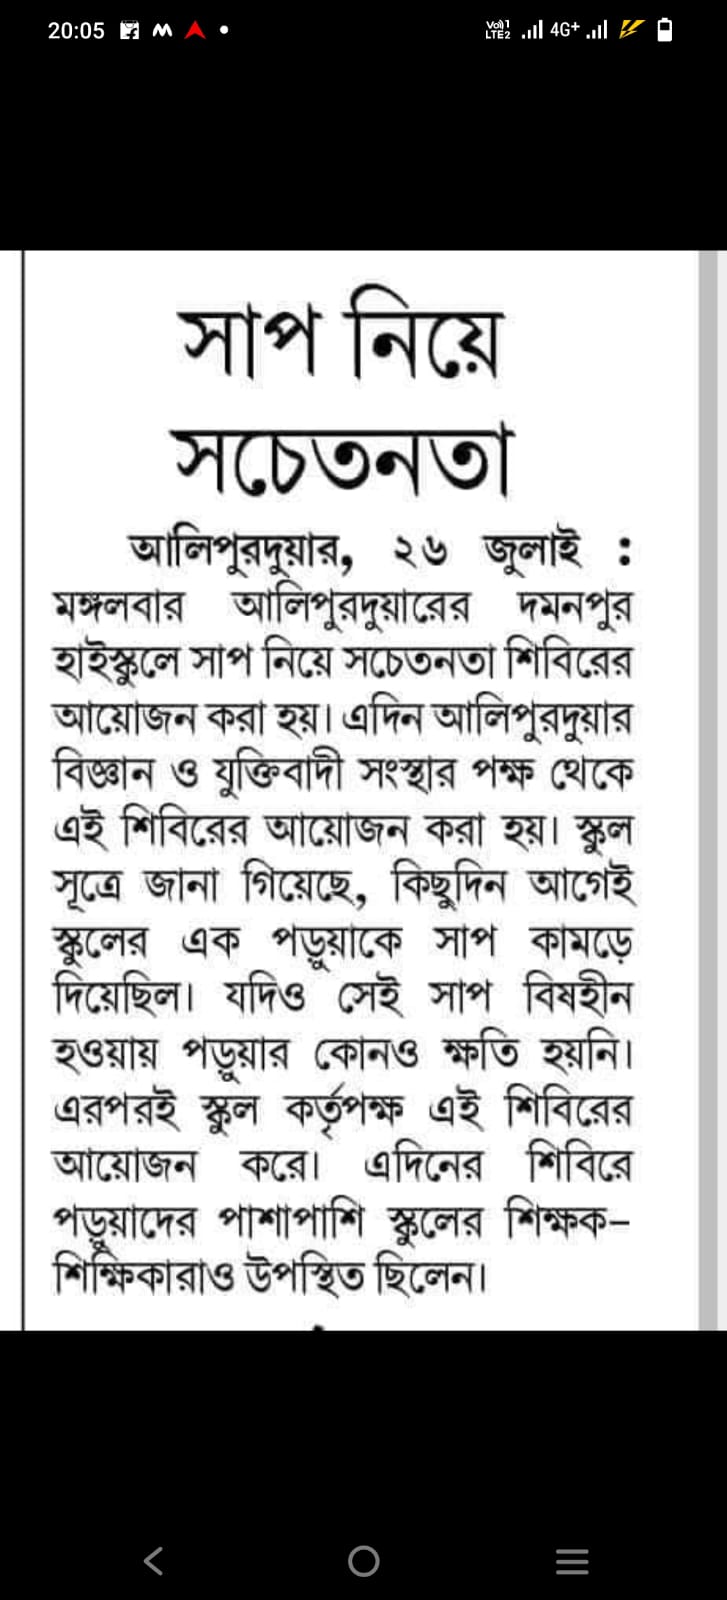 20:05
Vo)) 1
LTE2
4G+
সাপ নিয়ে
সচেতনতা
আলিপুরদুয়ার, ২৬ জুলাই :
মঙ্গলবার আলিপুরদুয়ারের দমনপুর
হাইস্কুলে সাপ নিয়ে সচেতনতা শিবিরের
আয়োজন করা হয়। এদিন আলিপুরদুয়ার
বিজ্ঞান ও যুক্তিবাদী সংস্থার পক্ষ থেকে
এই শিবিরের আয়োজন করা হয়। স্কুল
সূত্রে জানা গিয়েছে, কিছুদিন আগেই
স্কুলের এক পড়ুয়াকে সাপ কামড়ে
দিয়েছিল। যদিও সেই সাপ বিষহীন
হওয়ায় পড়ুয়ার কোনও ক্ষতি হয়নি।
এরপরই স্কুল কর্তৃপক্ষ এই শিবিরের
আয়োজন করে। এদিনের শিবিরে
পড়ুয়াদের পাশাপাশি স্কুলের শিক্ষক-
শিক্ষিকারাও উপস্থিত ছিলেন।